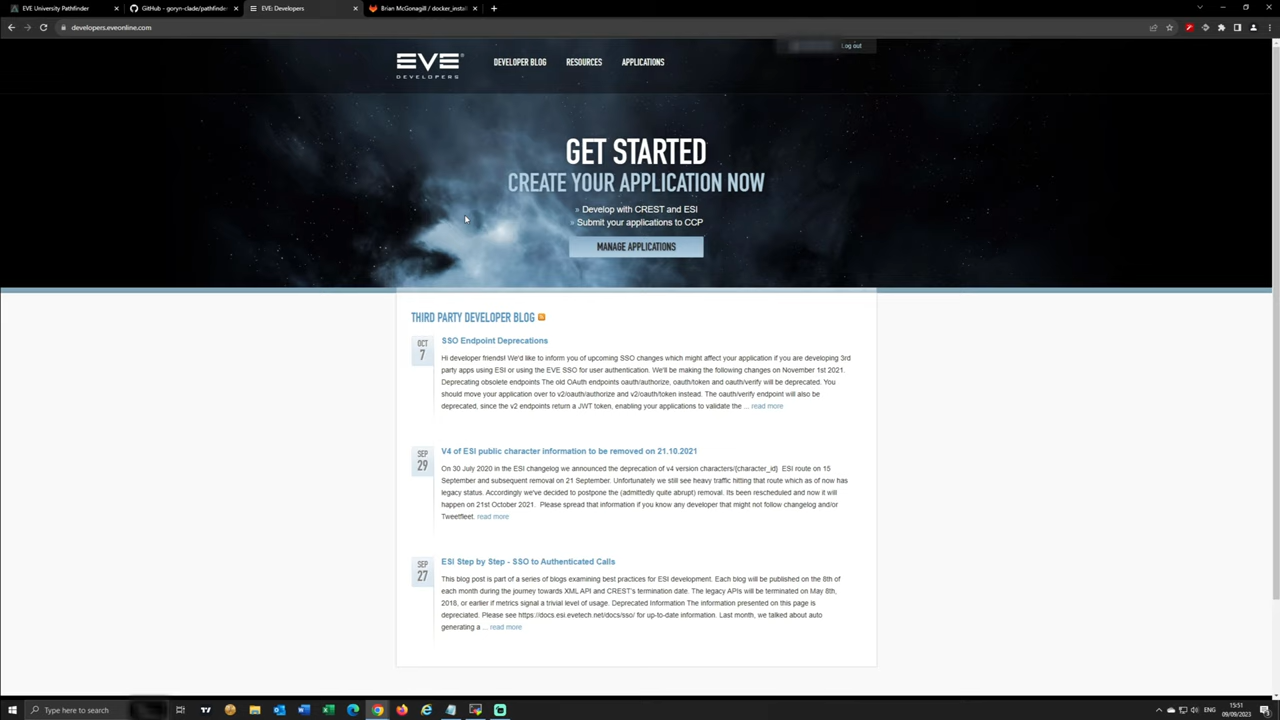 EVE University Pathfinder
GitHub - goryn-clade/pathfinder
EVE: Developers
Brian McGonagill / docker_install
developers.eveonline.com
Log out
EVE
DEVELOPERS
DEVELOPER BLOG
RESOURCES
APPLICATIONS
GET STARTED
CREATE YOUR APPLICATION NOW
» Develop with CREST and ESI
» Submit your applications to CCP
MANAGE APPLICATIONS
THIRD PARTY DEVELOPER BLOG
OCT
7
SSO Endpoint Deprecations
Hi developer friends! We'd like to inform you of upcoming SSO changes which might affect your application if you are developing 3rd
party apps using ESI or using the EVE SSO for user authentication. We'll be making the following changes on November 1st 2021.
Deprecating obsolete endpoints The old OAuth endpoints oauth/authorize, oauth/token and oauth/verify will be deprecated. You
should move your application over to v2/oauth/authorize and v2/oauth/token instead. The oauth/verify endpoint will also be
deprecated, since the v2 endpoints return a JWT token, enabling your applications to validate the ... read more
SEP
29
V4 of ESI public character information to be removed on 21.10.2021
On 30 July 2020 in the ESI changelog we announced the deprecation of v4 version characters/{character_id} ESI route on 15
September and subsequent removal on 21 September. Unfortunately we still see heavy traffic hitting that route which as of now has
legacy status. Accordingly we've decided to postpone the (admittedly quite abrupt) removal. Its been rescheduled and now it will
happen on 21st October 2021. Please spread that information if you know any developer that might not follow changelog and/or
Tweetfleet. read more
SEP
27
ESI Step by Step - SSO to Authenticated Calls
This blog post is part of a series of blogs examining best practices for ESI development. Each blog will be published on the 8th of
each month during the journey towards XML API and CREST's termination date. The legacy APIs will be terminated on May 8th,
2018, or earlier if metrics signal a trivial level of usage. Deprecated Information The information presented on this page is
depreciated. Please see https://docs.esi.evetech.net/docs/sso/ for up-to-date information. Last month, we talked about auto
generating a ... read more
Type here to search
ENG
15:51
09/09/2023